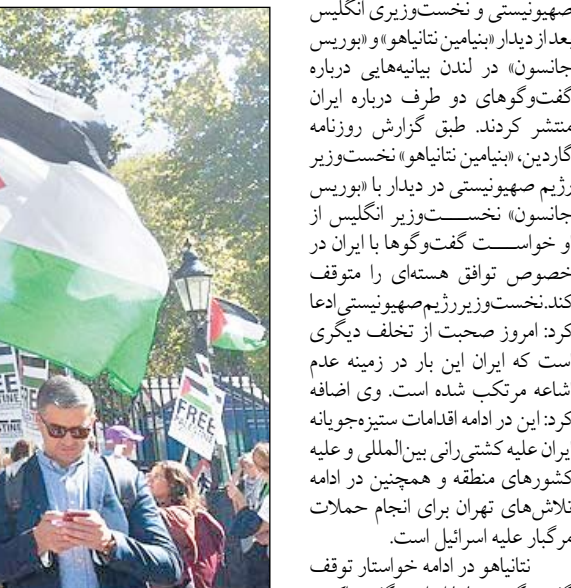 صهیونیستی و نخست‌وزیری انگلیس
بعد از دیدار «بنیامین نتانیاهو» و «بوریس
جانسون» در لندن بیانیه‌هایی درباره
گفت‌وگوهای دو طرف درباره ایران
منتشر کردند. طبق گزارش روزنامه
گاردین، «بنیامین نتانیاهو» نخست‌وزیر
رژیم صهیونیستی در دیدار با «بوریس
جانسون» نخســـت‌وزیر انگلیس از
او خواســـت گفت‌وگوها با ایران در
خصوص توافق هسته‌ای را متوقف
کند. نخست‌وزیر رژیم صهیونیستی ادعا
کرد: امروز صحبت از تخلف دیگری
است که ایران این بار در زمینه عدم
اشاعه مرتکب شده است. وی اضافه
کرد: این در ادامه اقدامات ستیزه‌جویانه
ایران علیه کشتی‌رانی بین‌المللی و علیه
کشورهای منطقه و همچنین در ادامه
تلاش‌های تهران برای انجام حملات
مرگبار علیه اسرائیل است.
نتانیاهو در ادامه خواستار توقف
FREE
PALESTINE